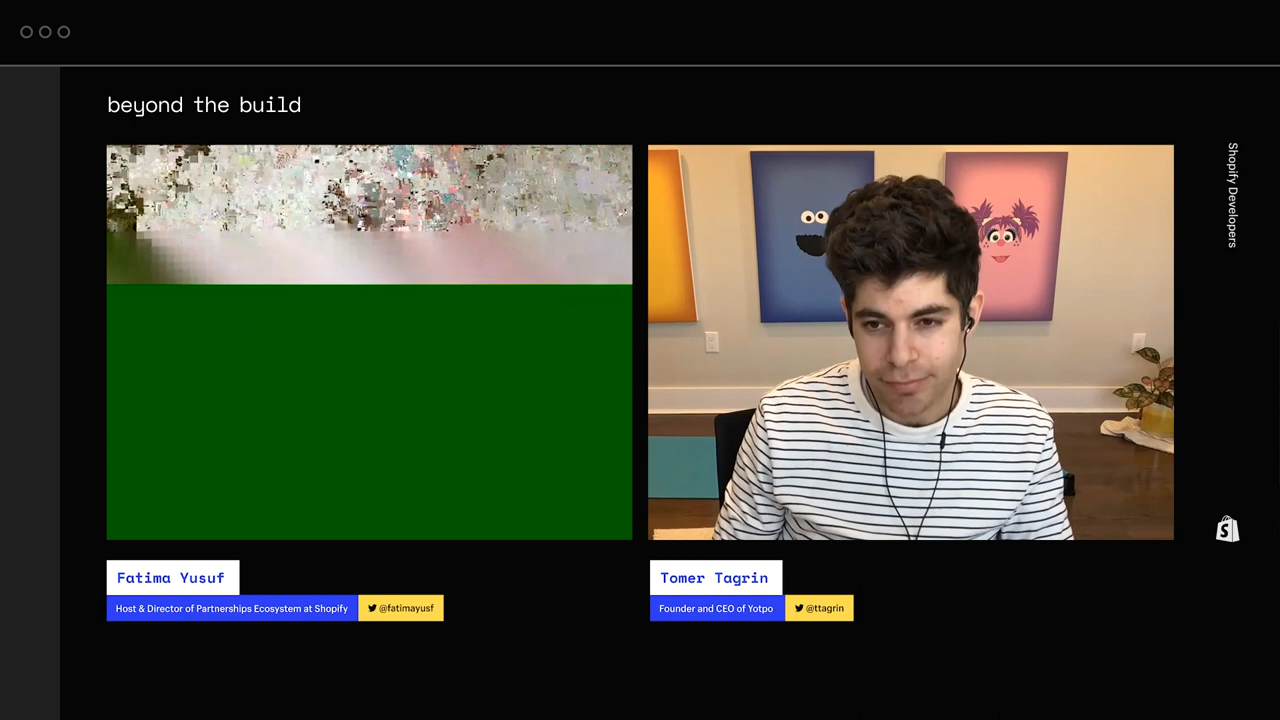 beyond the build
Shopify Developers
Fatima Yusuf
Host & Director of Partnerships Ecosystem at Shopify
@fatimayusf
Tomer Tagrin
Founder and CEO of Yotpo
@ttagrin